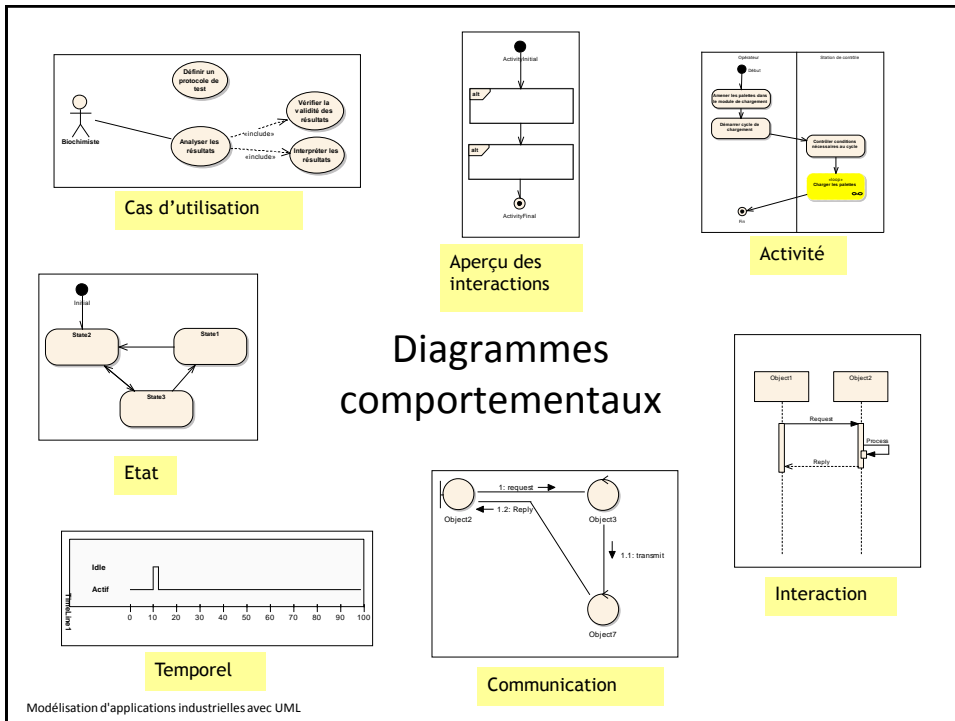 Définir un
protocole de
test
Vérifier la
validité des
résultats
Biochimiste
Analyser les
résultats
«include»
«include»
Interpréter les
résultats
Cas d'utilisation
ActivityInitial
alt
alt
ActivityFinal
Aperçu des
interactions
Opérateur
Station de contrôle
Début
Amener les palettes dans
le module de chargement
Démarrer cycle de
chargement
Contrôler conditions
nécessaires au cycle
«loop»
Charger les palettes
Fin
Activité
Initial
State2
State1
State3
Etat
Diagrammes
comportementaux
Object1
Object2
Request
Process
Reply
Interaction
1: request
1.2: Reply
Object2
Object3
1.1: transmit
Object7
Communication
TimeLine1
Idle
Actif
0 10 20 30 40 50 60 70 80 90 100
Temporel
Modélisation d'applications industrielles avec UML